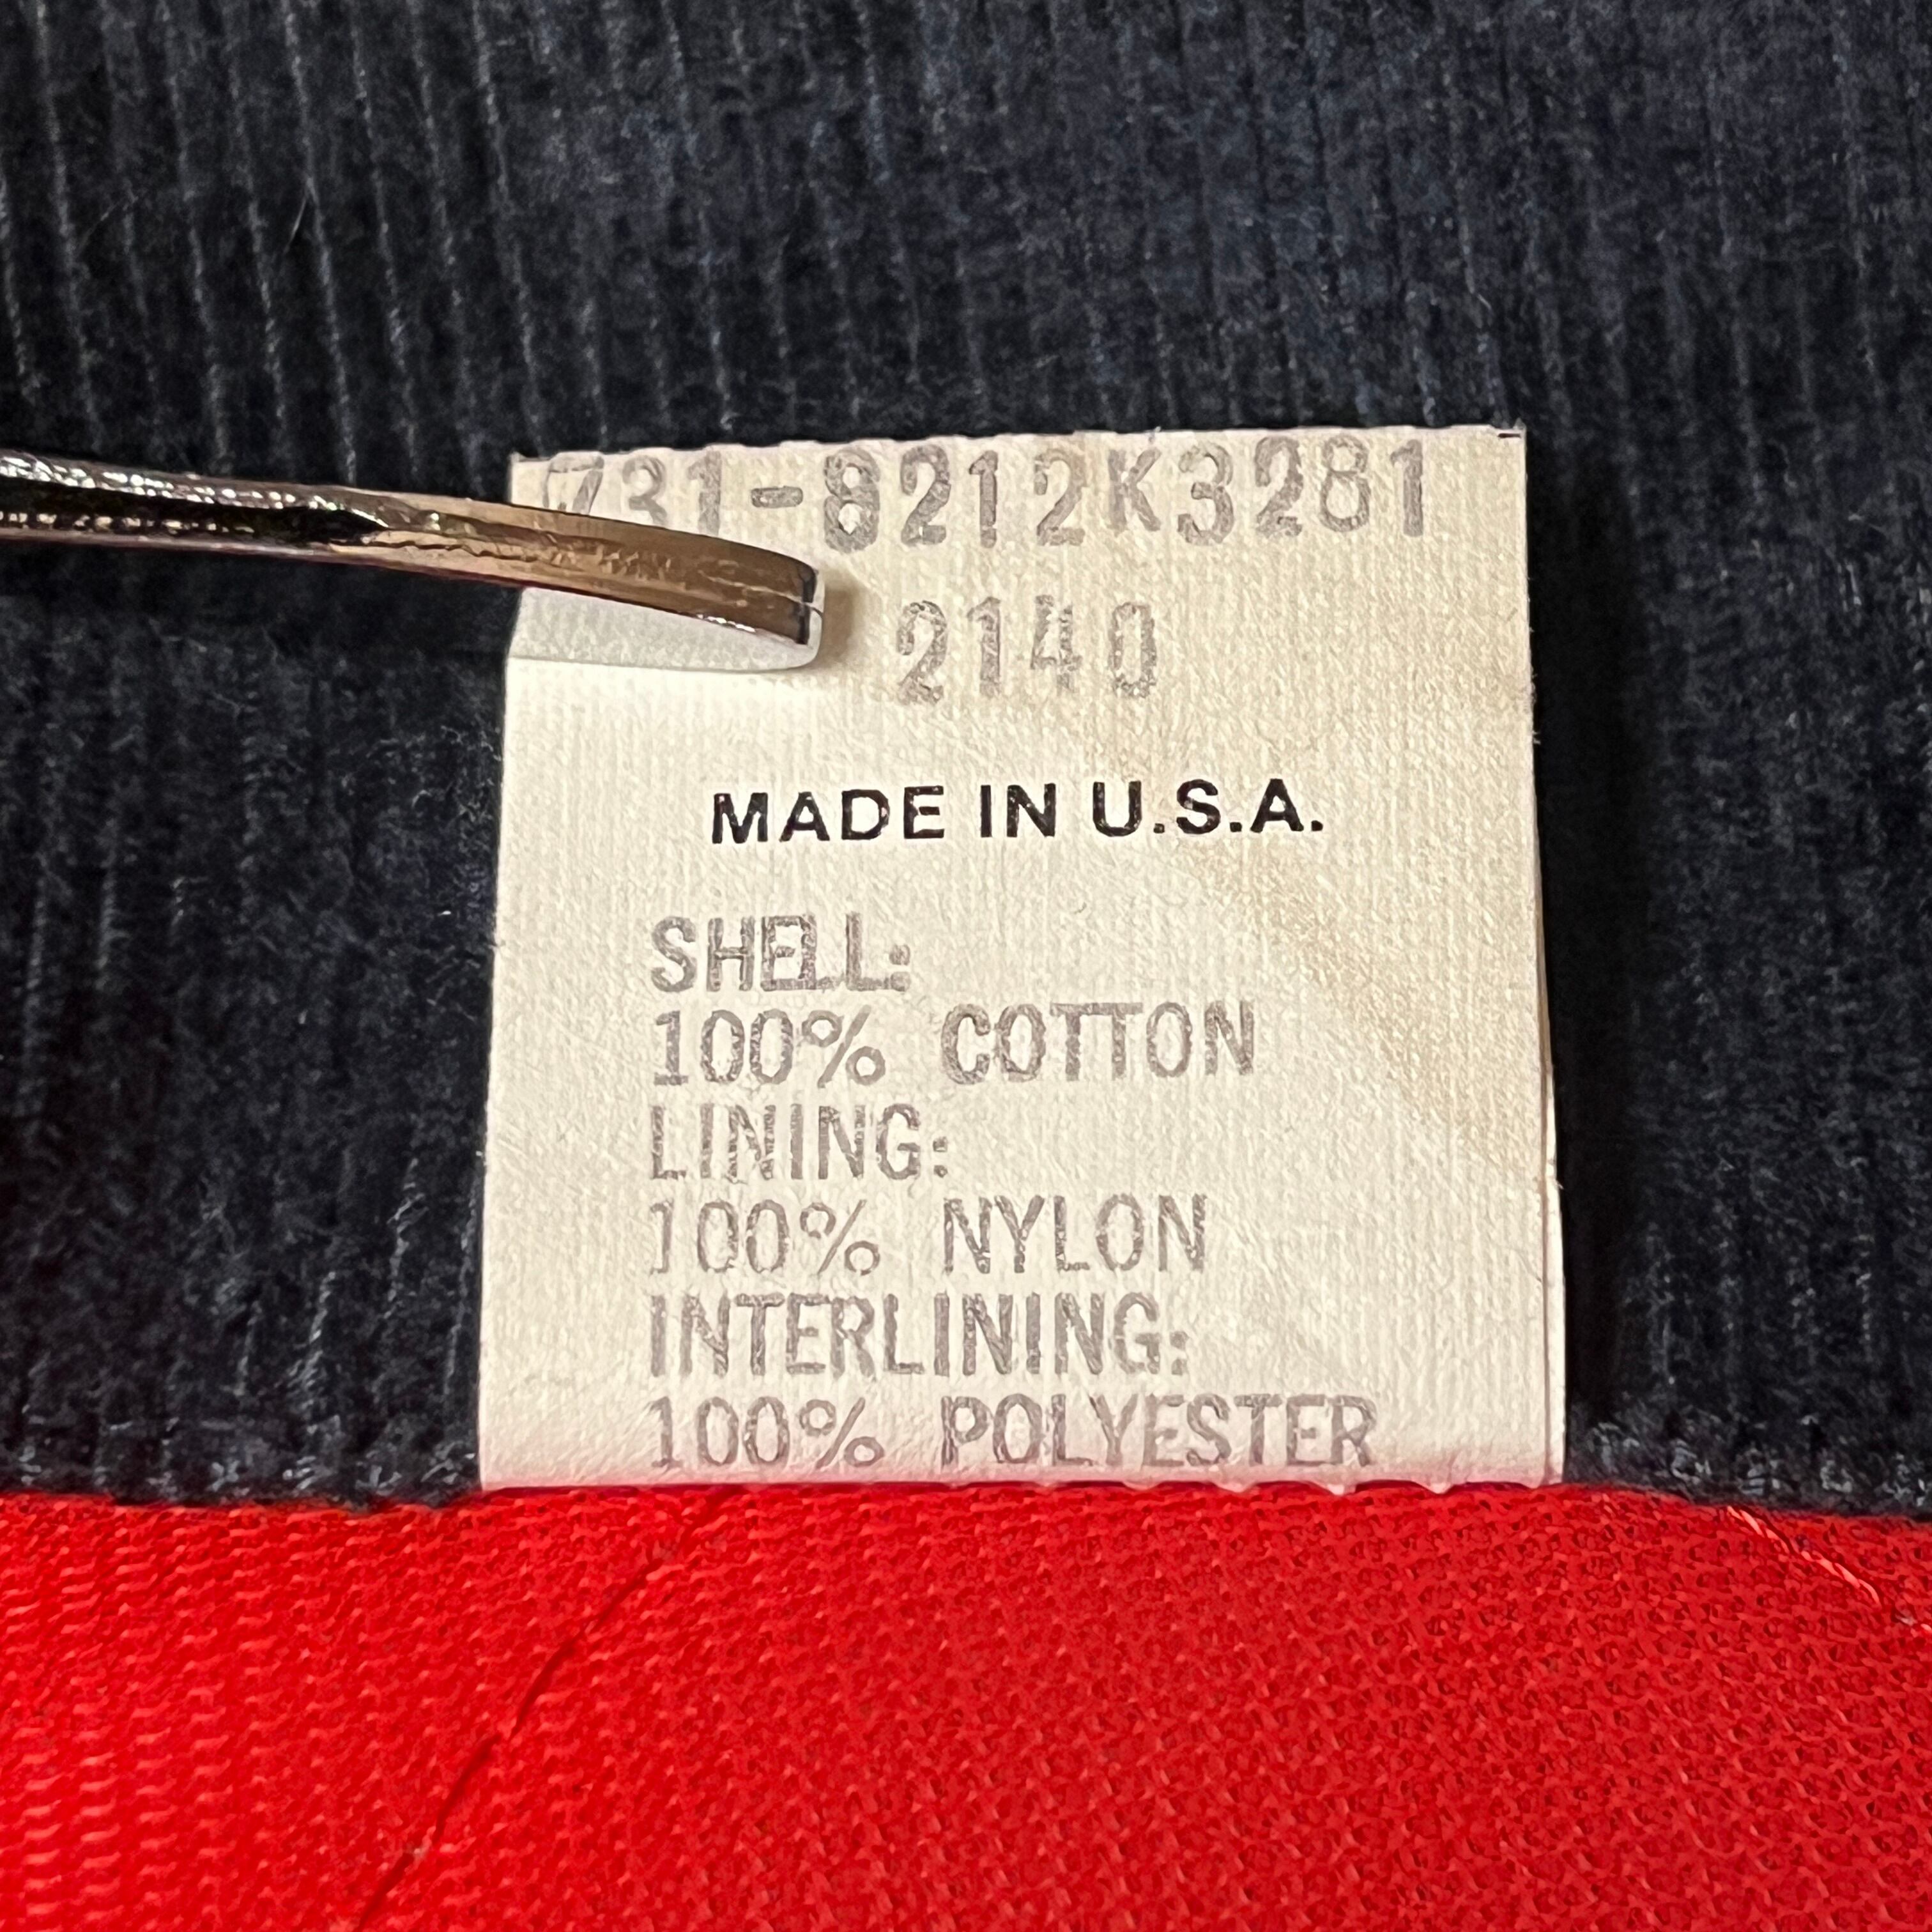 731-8212K3281
2140
MADE IN U.S.A.
SHELL:
100% COTTON
LINING:
100% NYLON
INTERLINING:
100% POLYESTER